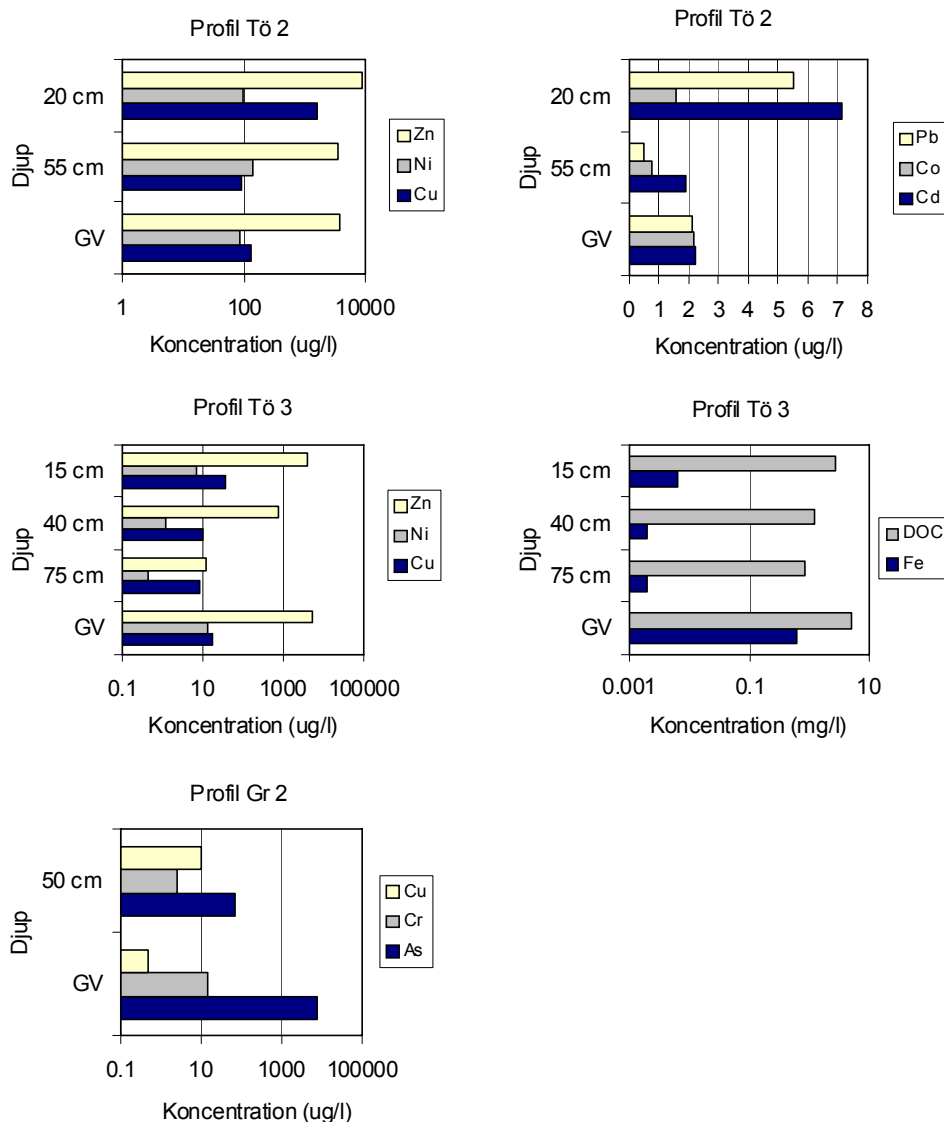 Profil Tö 2
Djup
20 cm
55 cm
GV
1 100 10000
Koncentration (ug/l)
Zn
Ni
Cu
Profil Tö 2
Djup
20 cm
55 cm
GV
0 1 2 3 4 5 6 7 8
Koncentration (ug/l)
Pb
Co
Cd
Profil Tö 3
Djup
15 cm
40 cm
75 cm
GV
0.1 10 1000 100000
Koncentration (ug/l)
Zn
Ni
Cu
Profil Tö 3
Djup
15 cm
40 cm
75 cm
GV
0.001 0.1 10
Koncentration (mg/l)
DOC
Fe
Profil Gr 2
Djup
50 cm
GV
0.1 10 1000 100000
Koncentration (ug/l)
Cu
Cr
As